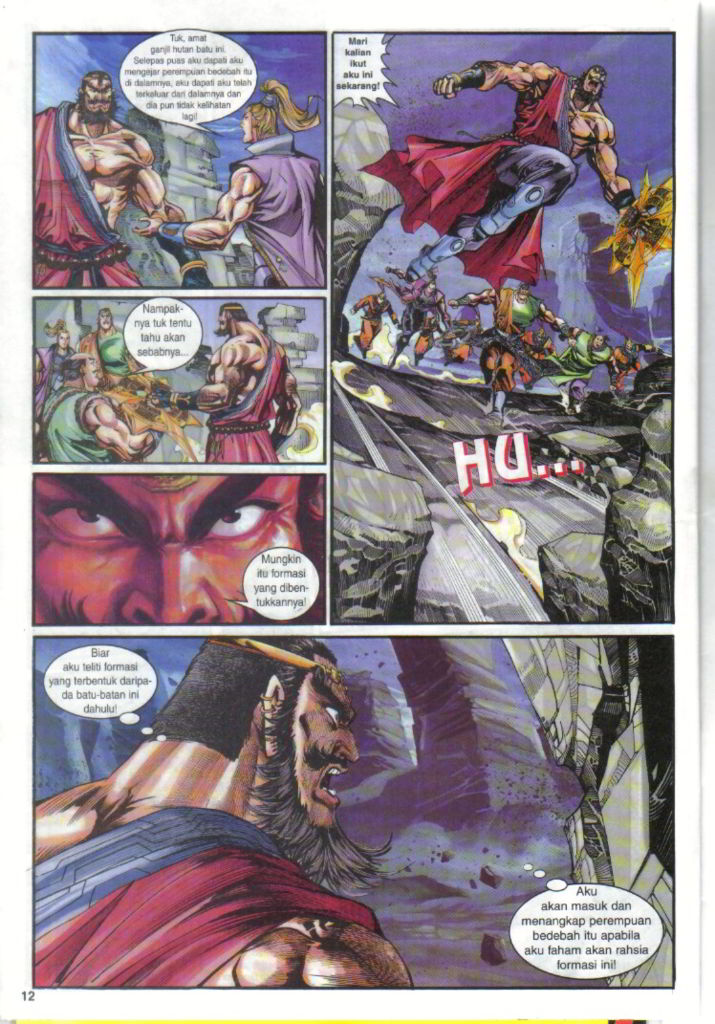 Tuk, amat
ganjil hutan batu ini.
Selepas puas aku dapati aku
mengejar perempuan bedebah itu
di dalamnya, aku dapati aku telah
terkeluar dari dalamnya dan
dia pun tidak kelihatan
lagi!
Nampak-
nya tuk tentu
tahu akan
sebabnya...
Mungkin
itu formasi
yang diben-
tukkannya!
Mari
kalian
ikut
aku ini
sekarang!
HU...
Biar
aku teliti formasi
yang terbentuk daripa-
da batu-batan ini
dahulu!
Aku
akan masuk dan
menangkap perempuan
bedebah itu apabila
aku faham akan rahsia
formasi ini!
12